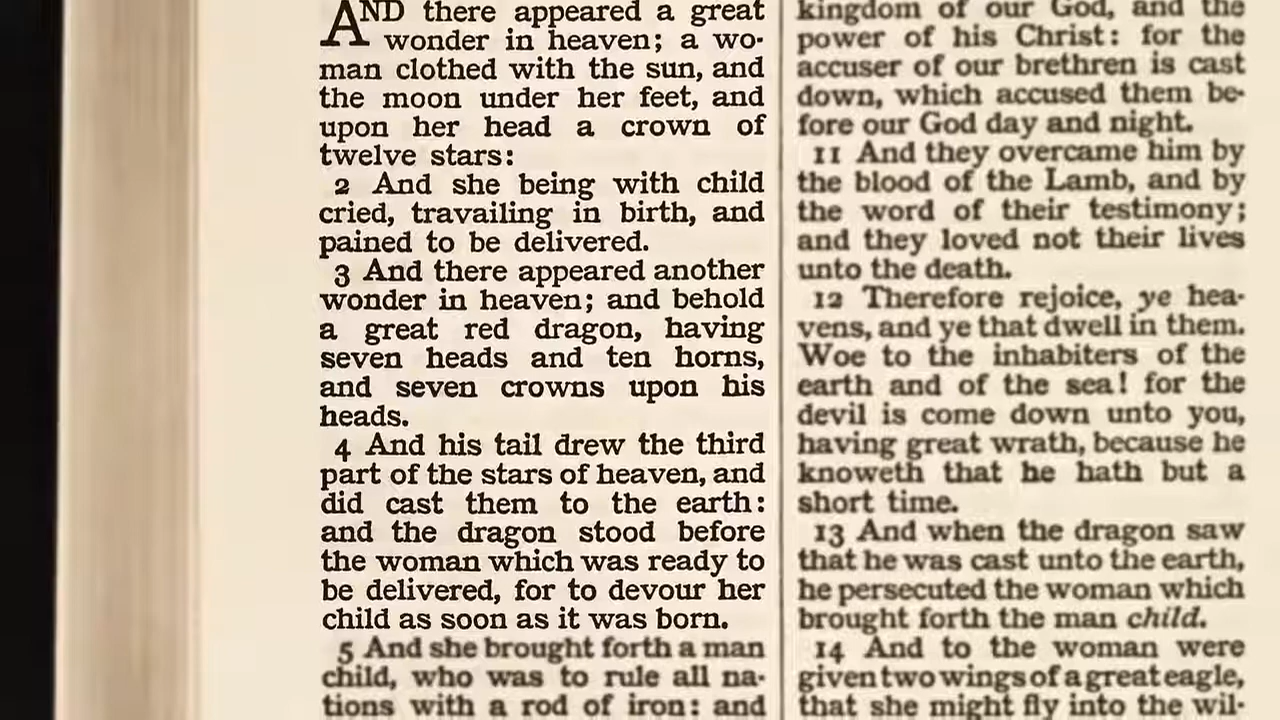 AND there appeared a great
wonder in heaven; a wo-
man clothed with the sun, and
the moon under her feet, and
upon her head a crown of
twelve stars:
2 And she being with child
cried, travailing in birth, and
pained to be delivered.
3 And there appeared another
wonder in heaven; and behold
a great red dragon, having
seven heads and ten horns,
and seven crowns upon his
heads.
4 And his tail drew the third
part of the stars of heaven, and
did cast them to the earth:
and the dragon stood before
the woman which was ready to
be delivered, for to devour her
child as soon as it was born.
5 And she brought forth a man
child, who was to rule all na-
tions with a rod of iron: and
kingdom of our God, and the
power of his Christ: for the
accuser of our brethren is cast
down, which accused them be-
fore our God day and night.
11 And they overcame him by
the blood of the Lamb, and by
the word of their testimony;
and they loved not their lives
unto the death.
12 Therefore rejoice, ye hea-
vens, and ye that dwell in them.
Woe to the inhabiters of the
earth and of the sea! for the
devil is come down unto you,
having great wrath, because he
knoweth that he hath but a
short time.
13 And when the dragon saw
that he was cast unto the earth,
he persecuted the woman which
brought forth the man child.
14 And to the woman were
given two wings of a great eagle,
that she might fly into the wil-